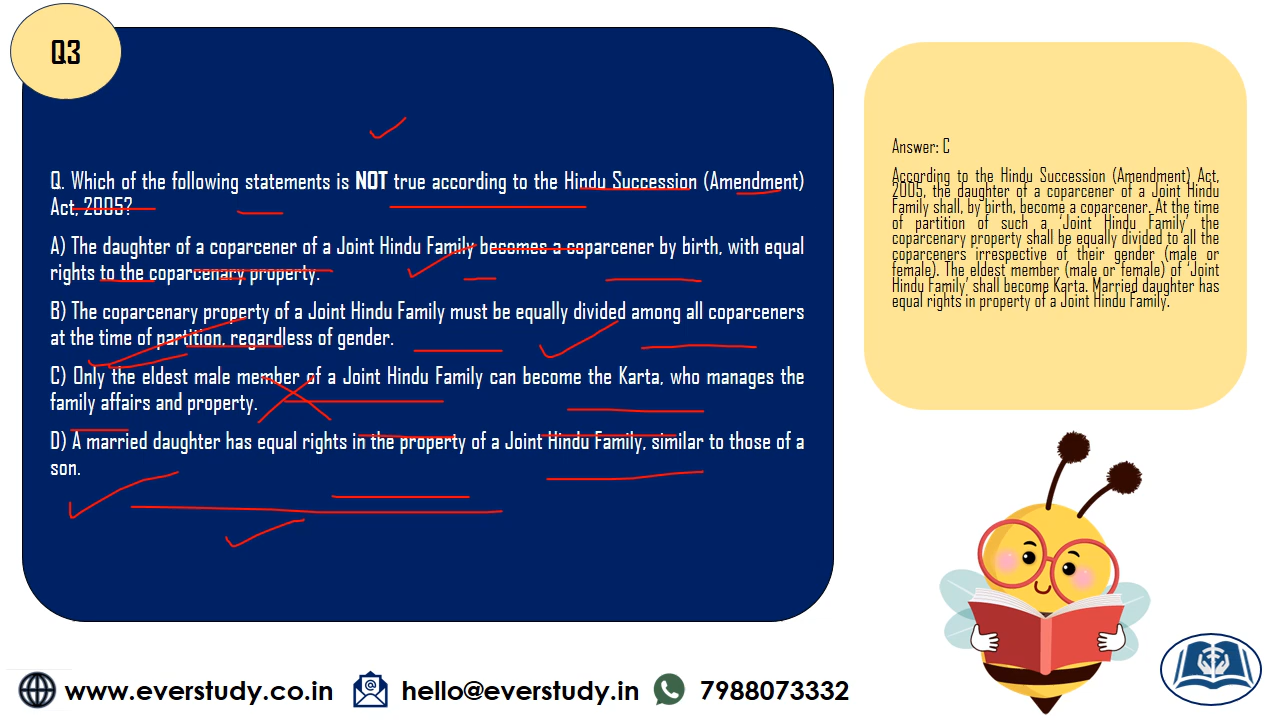 Q3
Q. Which of the following statements is NOT true according to the Hindu Succession (Amendment)
Act, 2005?
A) The daughter of a coparcener of a Joint Hindu Family becomes a coparcener by birth, with equal
rights to the coparcenary property.
B) The coparcenary property of a Joint Hindu Family must be equally divided among all coparceners
at the time of partition, regardless of gender.
C) Only the eldest male member of a Joint Hindu Family can become the Karta, who manages the
family affairs and property.
D) A married daughter has equal rights in the property of a Joint Hindu Family, similar to those of a
son.
Answer: C
According to the Hindu Succession (Amendment) Act,
2005, the daughter of a coparcener of a Joint Hindu
Family shall, by birth, become a coparcener. At the time
of partition of such a ‘Joint Hindu Family’ the
coparcenary property shall be equally divided to all the
coparceners irrespective of their gender (male or
female). The eldest member (male or female) of ‘Joint
Hindu Family’ shall become Karta. Married daughter has
equal rights in property of a Joint Hindu Family.
www.everstudy.co.in
hello@everstudy.in
7988073332